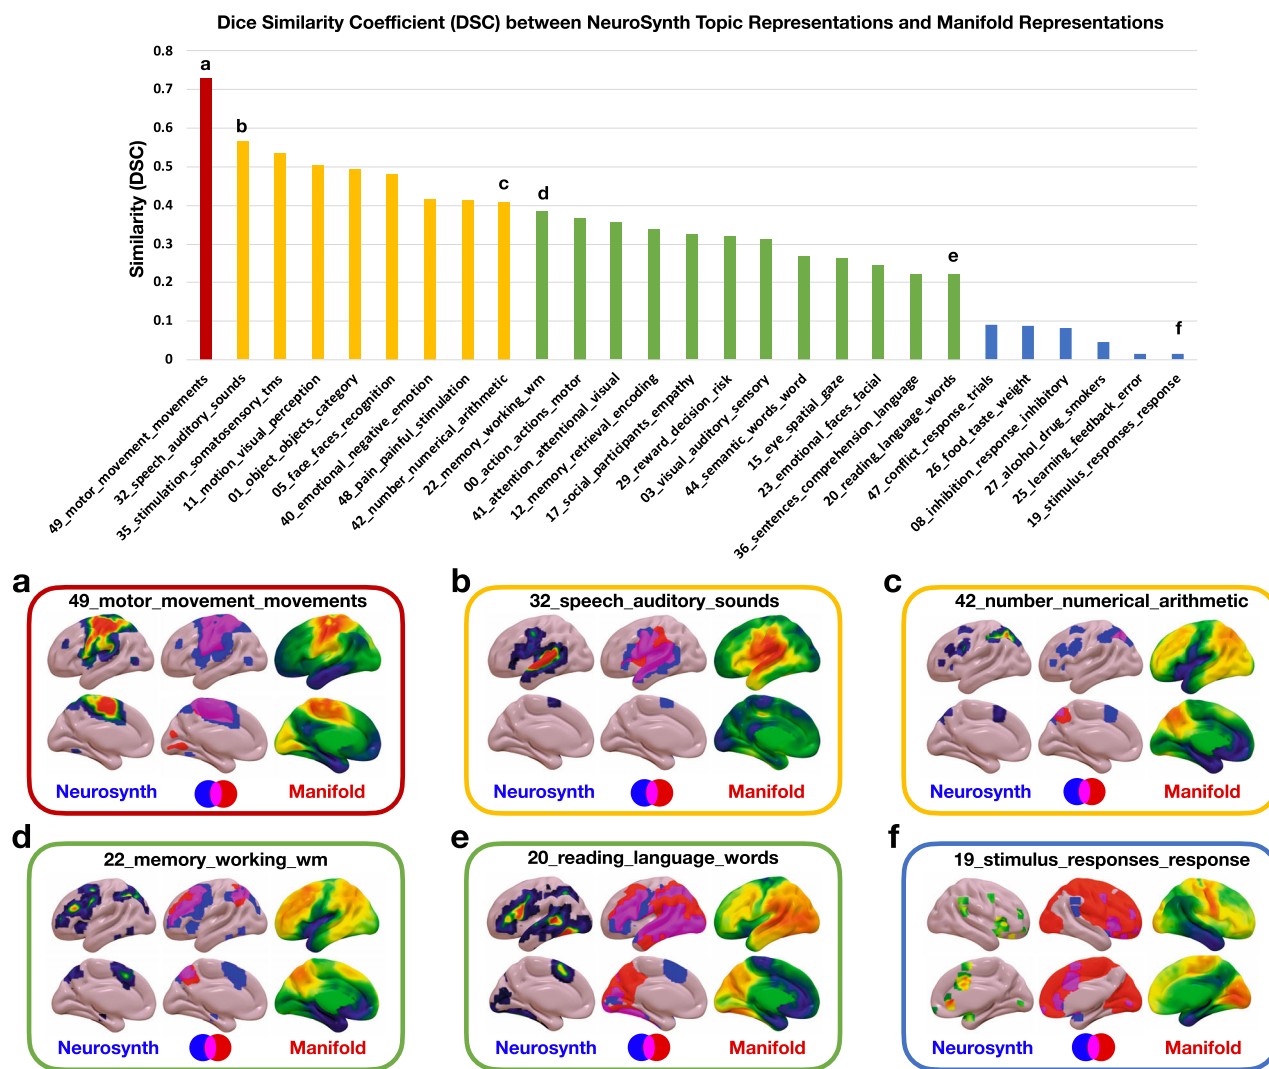 Dice Similarity Coefficient (DSC) between NeuroSynth Topic Representations and Manifold Representations
Similarity (DSC)
0.8
0.7
0.6
0.5
0.4
0.3
0.2
0.1
0
a
b
c
d
e
f
49_motor_movement_movements
32_speech_auditory_sounds
35_stimulation_somatosensory_tms
11_motion_visual_perception
01_object_objects_category
05_face_faces_recognition
40_emotional_negative_emotion
48_pain_painful_stimulation
42_number_numerical_arithmetic
22_memory_working_wm
00_action_actions_motor
41_attention_attentional_visual
12_memory_retrieval_encoding
17_social_participants_empathy
29_reward_decision_risk
03_visual_auditory_sensory
44_semantic_words_word
15_eye_spatial_gaze
23_emotional_faces_facial
36_sentences_comprehension_language
20_reading_language_words
47_conflict_response_trials
26_food_taste_weight
08_inhibition_response_inhibitory
27_alcohol_drug_smokers
25_learning_feedback_error
19_stimulus_responses_response
a
49_motor_movement_movements
Neurosynth Manifold
b
32_speech_auditory_sounds
Neurosynth Manifold
c
42_number_numerical_arithmetic
Neurosynth Manifold
d
22_memory_working_wm
Neurosynth Manifold
e
20_reading_language_words
Neurosynth Manifold
f
19_stimulus_responses_response
Neurosynth Manifold